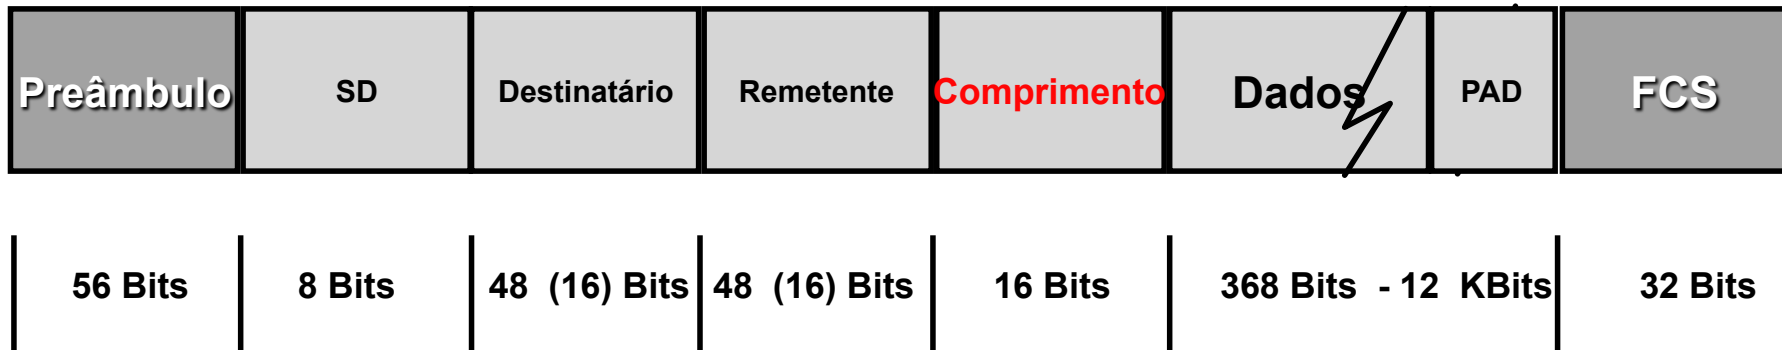 Preâmbulo SD Destinatário Remetente Comprimento Dados PAD FCS
56 Bits 8 Bits 48 (16) Bits 48 (16) Bits 16 Bits 368 Bits - 12 KBits 32 Bits